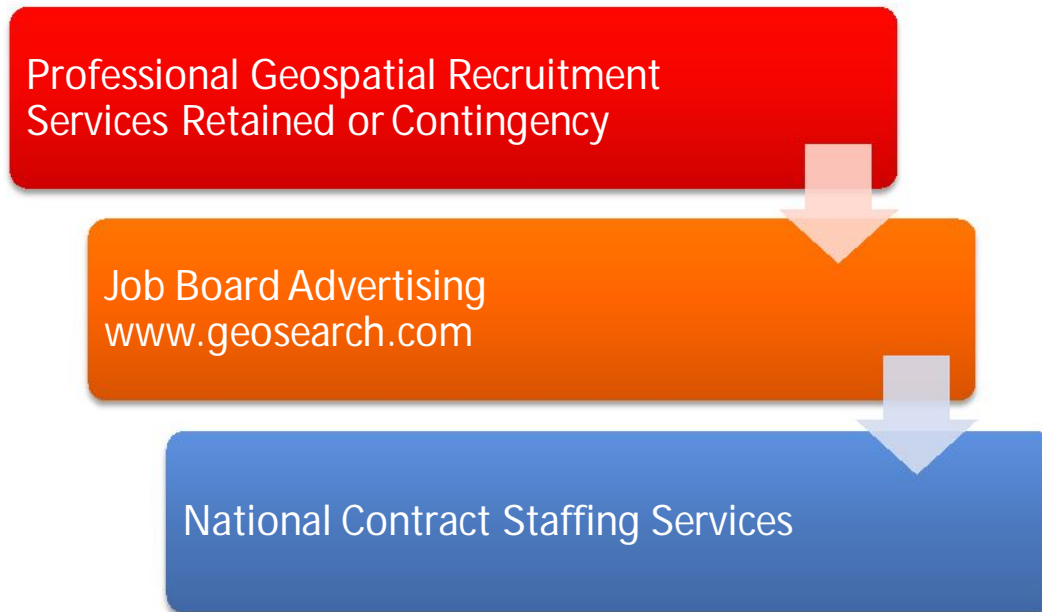 Professional Geospatial Recruitment
Services Retained or Contingency
Job Board Advertising
www.geosearch.com
National Contract Staffing Services